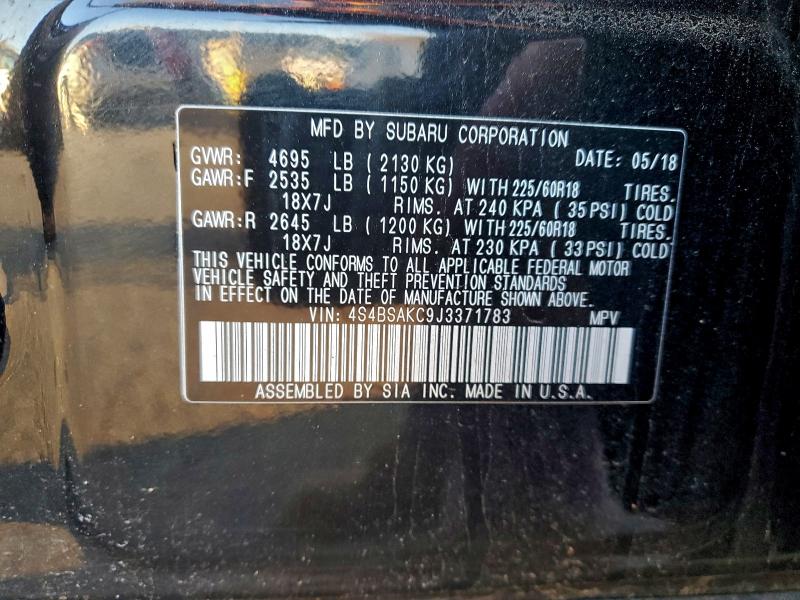 MFD BY SUBARU CORPORATION
GVWR: 4695 LB ( 2130 KG) DATE: 05/18
GAWR:F 2535 LB ( 1150 KG) WITH 225/60R18 TIRES.
18X7J RIMS. AT 240 KPA ( 35 PSI) COLD
GAWR:R 2645 LB ( 1200 KG) WITH 225/60R18 TIRES.
18X7J RIMS. AT 230 KPA ( 33 PSI) COLD
THIS VEHICLE CONFORMS TO ALL APPLICABLE FEDERAL MOTOR
VEHICLE SAFETY AND THEFT PREVENTION STANDARDS
IN EFFECT ON THE DATE OF MANUFACTURE SHOWN ABOVE.
VIN: 4S4BSAKC9J3371783 MPV
ASSEMBLED BY SIA INC. MADE IN U.S.A.